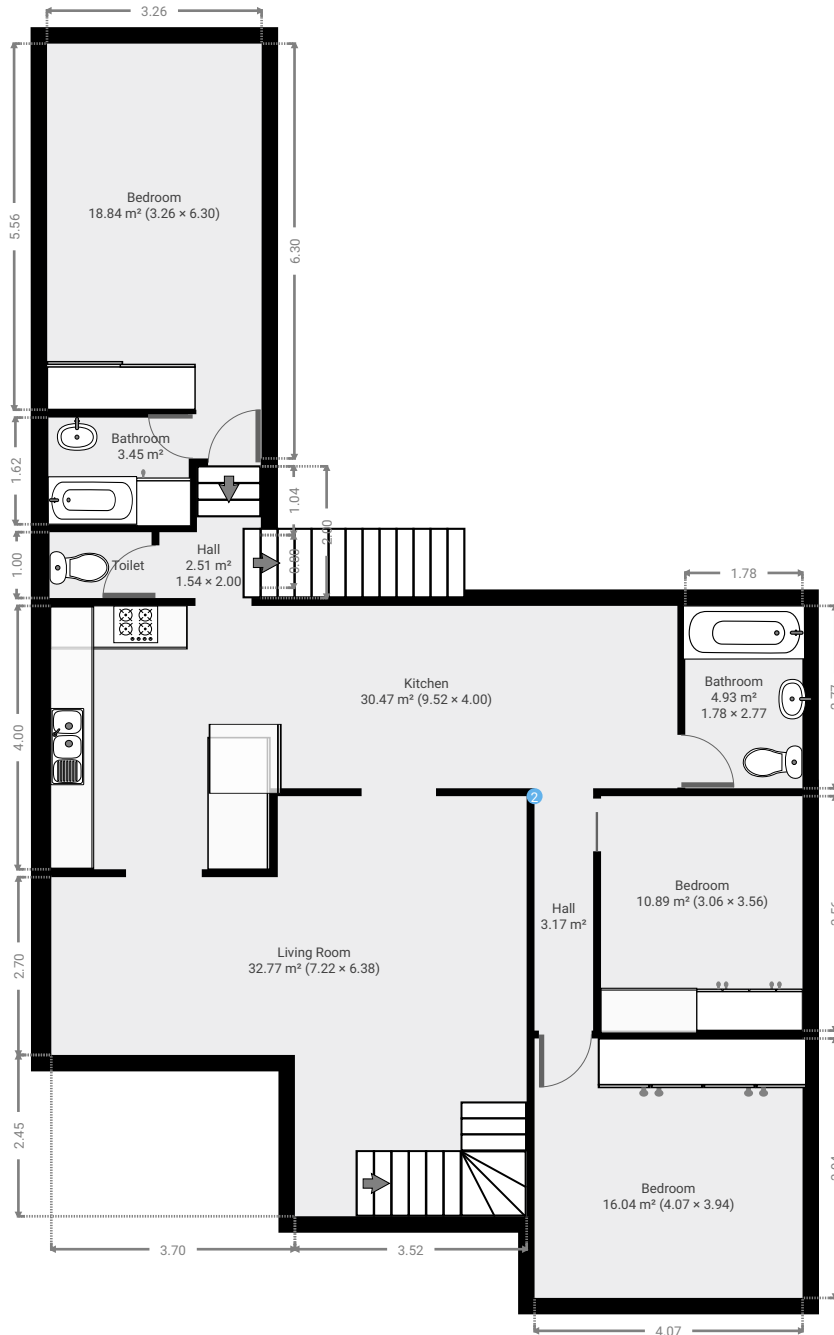 3.26
5.56
Bedroom
18.84 m² (3.26 × 6.30)
6.30
1.62
Bathroom
3.45 m²
1.04
2.00
1.00
Toilet
Hall
2.51 m²
1.54 × 2.00
1.78
4.00
Kitchen
30.47 m² (9.52 × 4.00)
Bathroom
4.93 m²
1.78 × 2.77
2
Bedroom
10.89 m² (3.06 × 3.56)
Hall
3.17 m²
2.70
Living Room
32.77 m² (7.22 × 6.38)
2.45
Bedroom
16.04 m² (4.07 × 3.94)
3.70
3.52
4.07